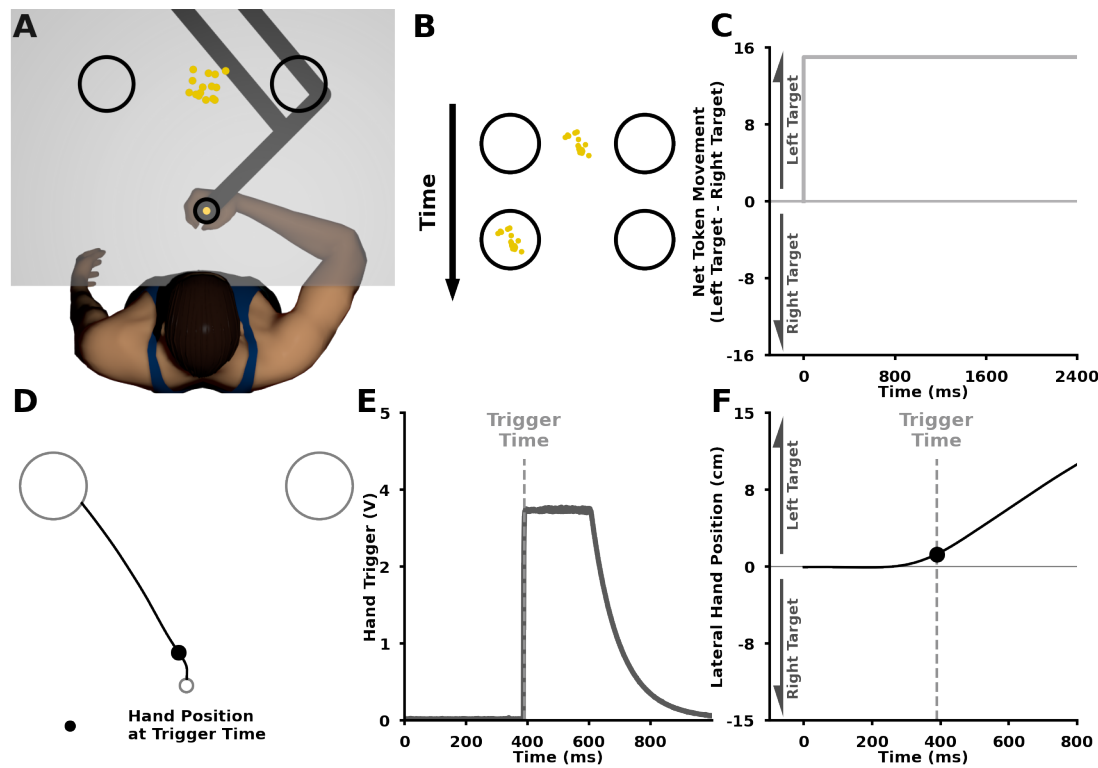 A
B
Time
C
Net Token Movement
(Left Target - Right Target)
16
8
0
-8
-16
Left Target
Right Target
0
800
1600
2400
Time (ms)
D
Hand Position
at Trigger Time
E
Trigger
Time
Hand Trigger (V)
5
4
2
1
0
0
200
400
600
800
Time (ms)
F
Trigger
Time
Lateral Hand Position (cm)
15
8
0
-8
-15
Left Target
Right Target
0
200
400
600
800
Time (ms)